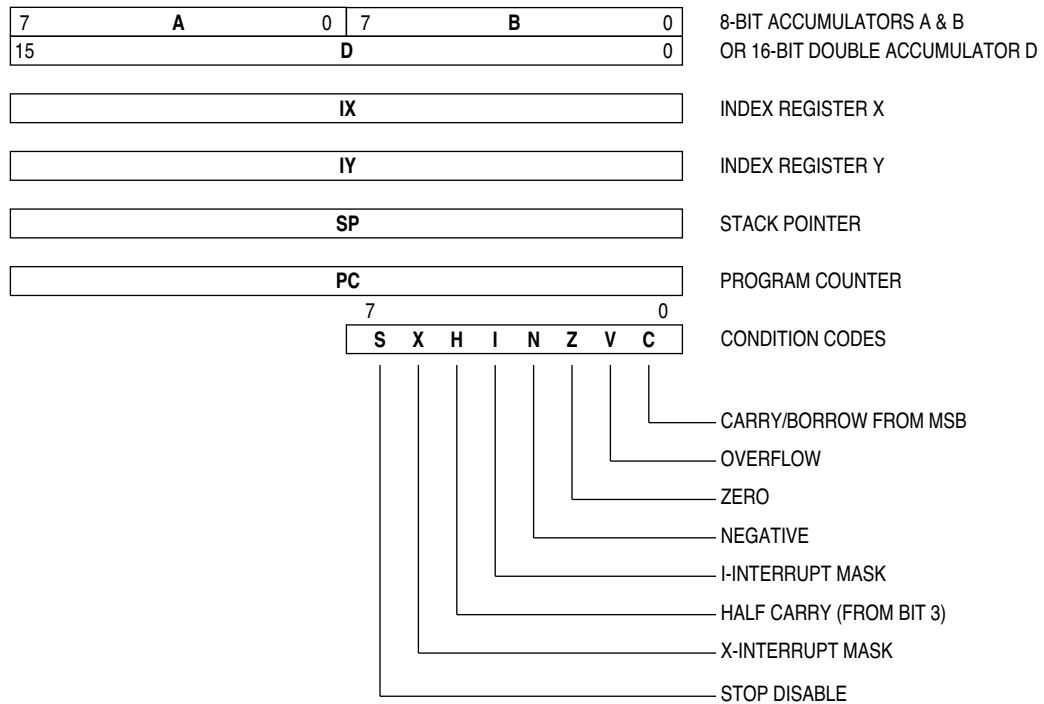 7 A 0 7 B 0 8-BIT ACCUMULATORS A & B
15 D 0 OR 16-BIT DOUBLE ACCUMULATOR D
IX INDEX REGISTER X
IY INDEX REGISTER Y
SP STACK POINTER
PC PROGRAM COUNTER
7 0
S X H I N Z V C CONDITION CODES
CARRY/BORROW FROM MSB
OVERFLOW
ZERO
NEGATIVE
I-INTERRUPT MASK
HALF CARRY (FROM BIT 3)
X-INTERRUPT MASK
STOP DISABLE